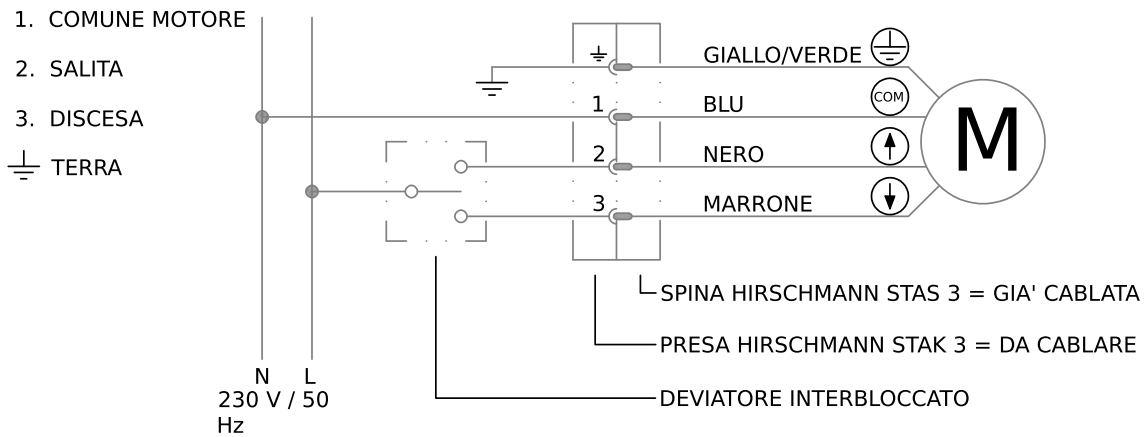 1. COMUNE MOTORE
2. SALITA
3. DISCESA
TERRA
GIALLO/VERDE
1 BLU COM
2 NERO
3 MARRONE
M
SPINA HIRSCHMANN STAS 3 = GIA' CABLATA
PRESA HIRSCHMANN STAK 3 = DA CABLARE
DEVIATORE INTERBLOCCATO
N L
230 V / 50
Hz